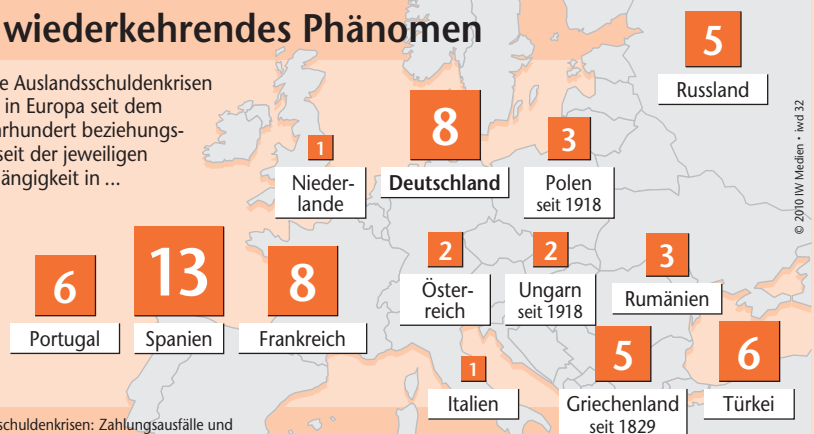 wiederkehrendes Phänomen
e Auslandsschuldenkrisen
in Europa seit dem
arhundert beziehungs-
seit der jeweiligen
ängigkeit in ...
5
Russland
© 2010 IW Medien • iwd 32
1
Nieder-
lande
8
Deutschland
3
Polen
seit 1918
6
Portugal
13
Spanien
8
Frankreich
2
Öster-
reich
2
Ungarn
seit 1918
3
Rumänien
1
Italien
5
Griechenland
seit 1829
6
Türkei
schuldenkrisen: Zahlungsausfälle und